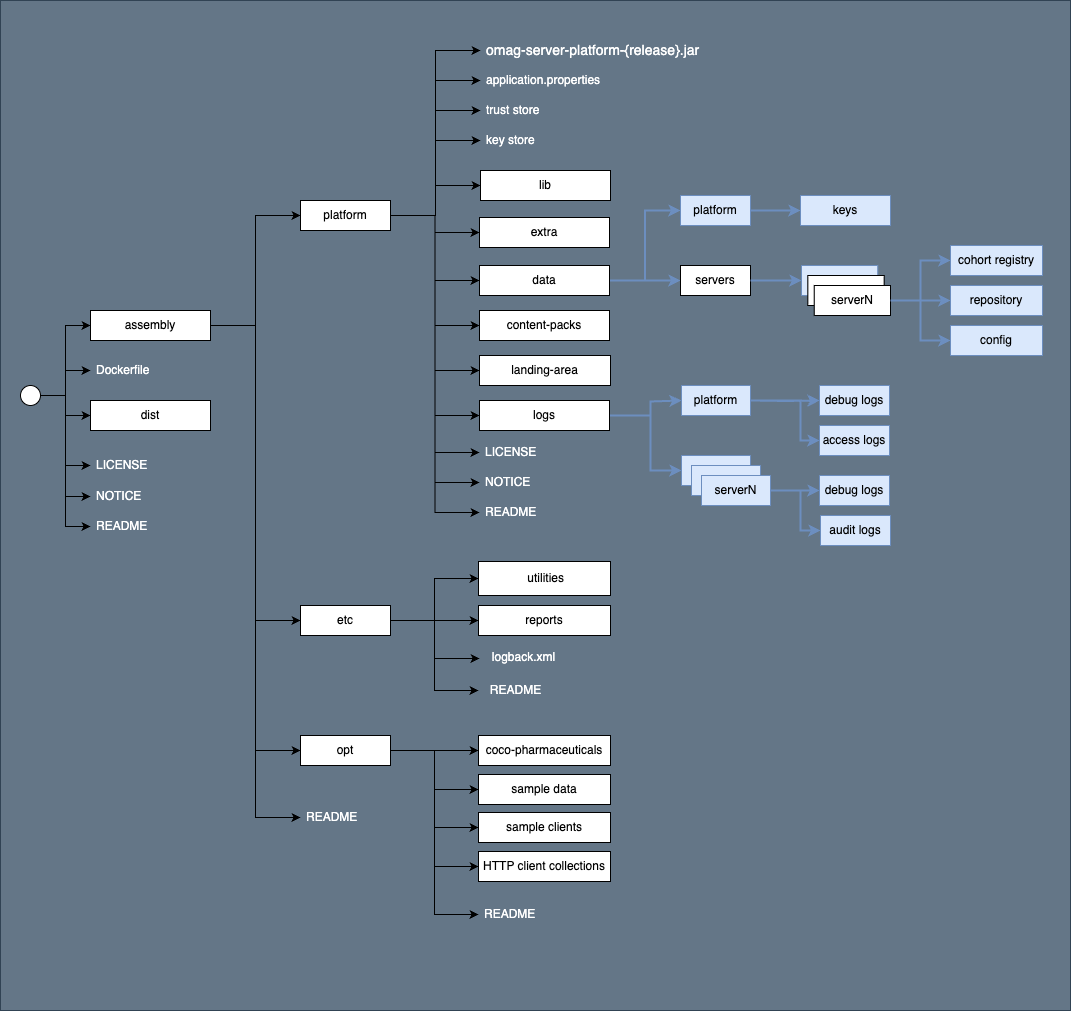 omag-server-platform-{release}.jar
application.properties
trust store
key store
lib
platform
extra
platform
keys
data
servers
serverN
cohort registry
repository
config
content-packs
landing-area
logs
platform
debug logs
access logs
serverN
debug logs
audit logs
LICENSE
NOTICE
README
assembly
Dockerfile
dist
LICENSE
NOTICE
README
etc
utilities
reports
logback.xml
README
opt
coco-pharmaceuticals
sample data
sample clients
HTTP client collections
README
README